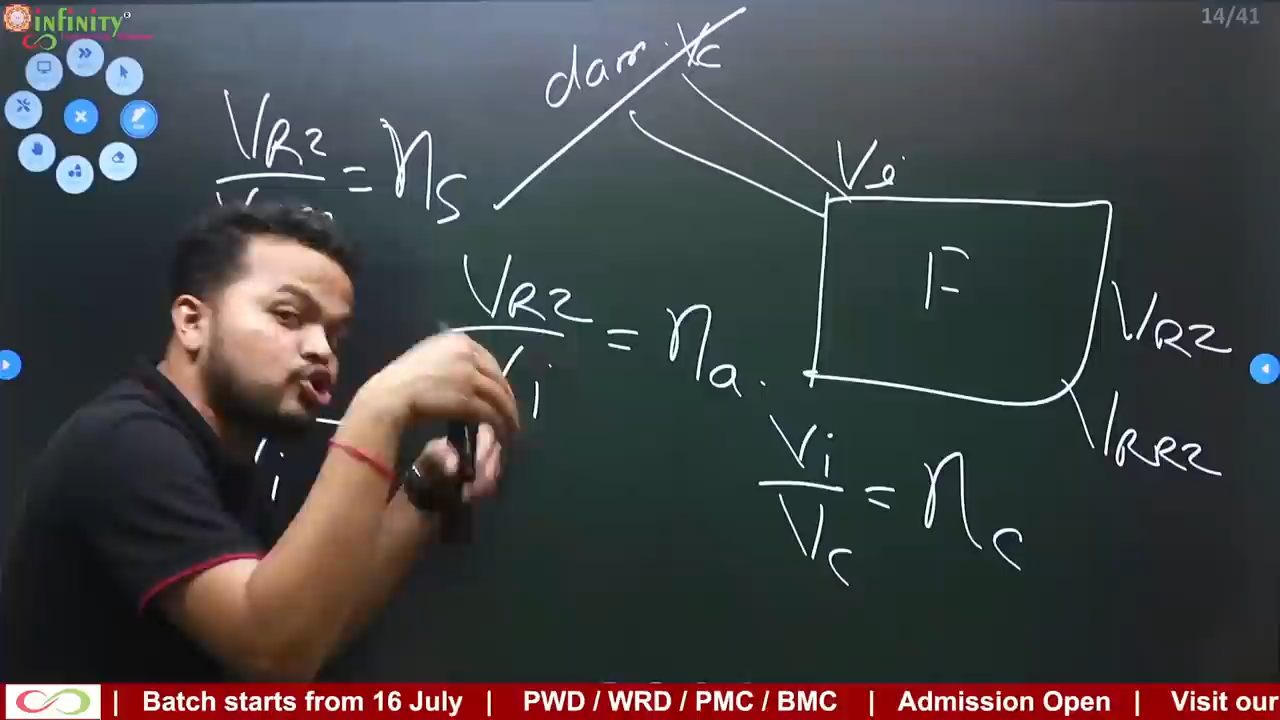 infinity
14/41
dam. Vc
VR2
= ηs
Vi
F
VR2
= ηa.
Vi
VR2
VRR2
Vi
= ηc
Vc
i
| Batch starts from 16 July | PWD / WRD / PMC / BMC | Admission Open | Visit our